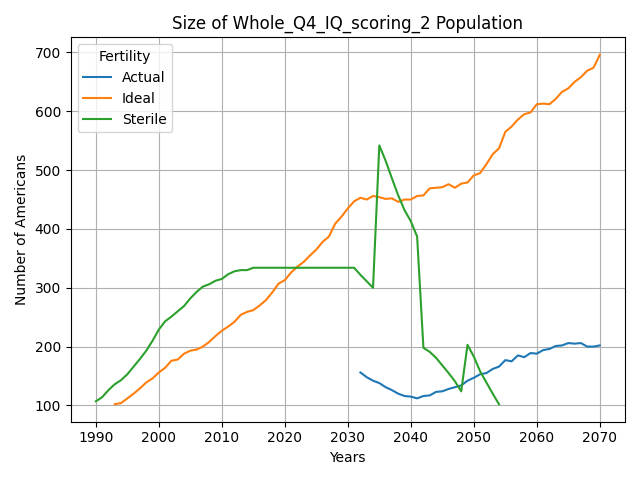 Size of Whole_Q4_IQ_scoring_2 Population
Fertility
Actual
Ideal
Sterile
Number of Americans
700
600
500
400
300
200
100
1990 2000 2010 2020 2030 2040 2050 2060 2070
Years